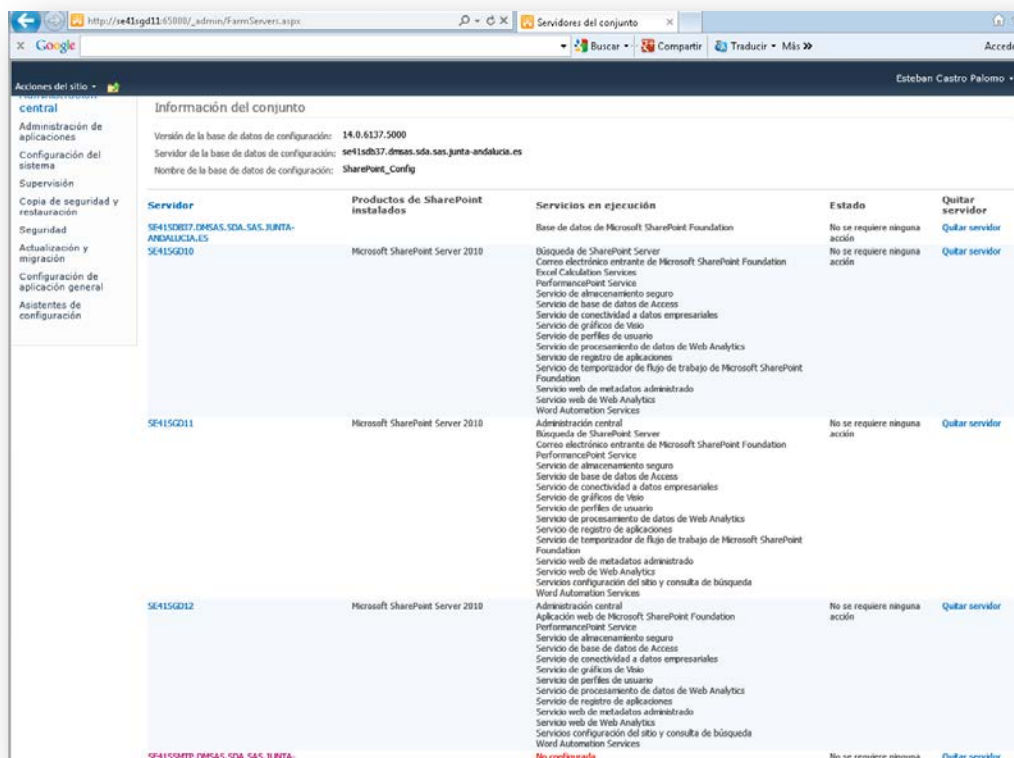 http://se41sgd11:65000/_admin/FarmServers.aspx
Servidores del conjunto
x Google
Buscar
Compartir
Traducir
Más »
Acced
Acciones del sitio
Esteban Castro Palomo
central
Administración de
aplicaciones
Configuración del
sistema
Supervisión
Copia de seguridad y
restauración
Seguridad
Actualización y
migración
Configuración de
aplicación general
Asistentes de
configuración
Información del conjunto
Versión de la base de datos de configuración: 14.0.6137.5000
Servidor de la base de datos de configuración: se41sdb37.dmsas.sda.sas.junta-andalucia.es
Nombre de la base de datos de configuración: SharePoint_Config
Servidor
Productos de SharePoint
instalados
Servicios en ejecución
Estado
Quitar
servidor
SE41SDB37.DMSAS.SDA.SAS.JUNTA-
ANDALUCIA.ES
Base de datos de Microsoft SharePoint Foundation
No se requiere ninguna
acción
Quitar servidor
SE41SGD10
Microsoft SharePoint Server 2010
Búsqueda de SharePoint Server
Correo electrónico entrante de Microsoft SharePoint Foundation
Excel Calculation Services
PerformancePoint Service
Servicio de almacenamiento seguro
Servicio de base de datos de Access
Servicio de conectividad a datos empresariales
Servicio de gráficos de Visio
Servicio de perfiles de usuario
Servicio de procesamiento de datos de Web Analytics
Servicio de registro de aplicaciones
Servicio de temporizador de flujo de trabajo de Microsoft SharePoint
Foundation
Servicio web de metadatos administrado
Servicio web de Web Analytics
Word Automation Services
No se requiere ninguna
acción
Quitar servidor
SE41SGD11
Microsoft SharePoint Server 2010
Administración central
Búsqueda de SharePoint Server
Correo electrónico entrante de Microsoft SharePoint Foundation
PerformancePoint Service
Servicio de almacenamiento seguro
Servicio de base de datos de Access
Servicio de conectividad a datos empresariales
Servicio de gráficos de Visio
Servicio de perfiles de usuario
Servicio de procesamiento de datos de Web Analytics
Servicio de registro de aplicaciones
Servicio de temporizador de flujo de trabajo de Microsoft SharePoint
Foundation
Servicio web de metadatos administrado
Servicio web de Web Analytics
Servicios configuración del sitio y consulta de búsqueda
Word Automation Services
No se requiere ninguna
acción
Quitar servidor
SE41SGD12
Microsoft SharePoint Server 2010
Administración central
Aplicación web de Microsoft SharePoint Foundation
PerformancePoint Service
Servicio de almacenamiento seguro
Servicio de base de datos de Access
Servicio de conectividad a datos empresariales
Servicio de gráficos de Visio
Servicio de perfiles de usuario
Servicio de procesamiento de datos de Web Analytics
Servicio de registro de aplicaciones
Servicio web de metadatos administrado
Servicio web de Web Analytics
Servicios configuración del sitio y consulta de búsqueda
Word Automation Services
No se requiere ninguna
acción
Quitar servidor
SE41SSMTP.DMSAS.SDA.SAS.JUNTA-
No configurada
No se requiere ninguna
Quitar servidor